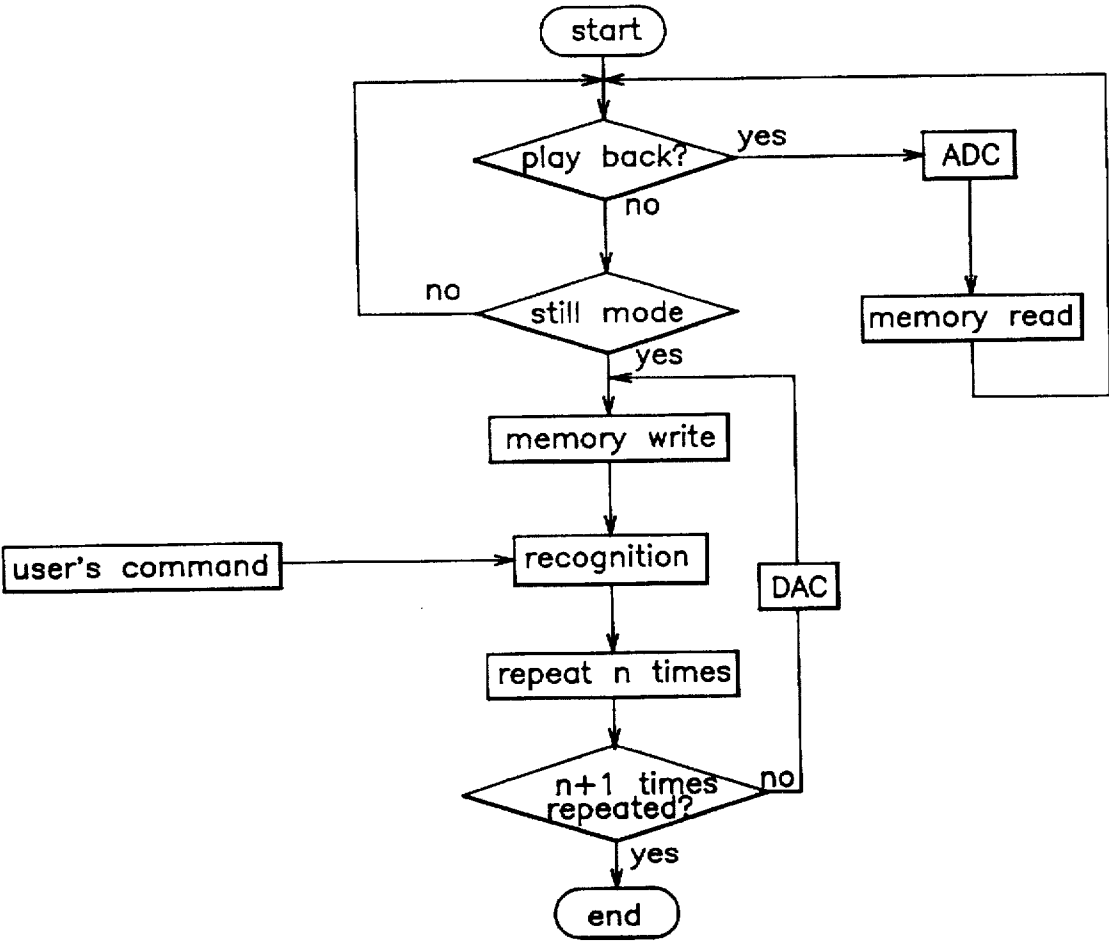 start
play back?
yes
ADC
no
no
still mode
memory read
yes
memory write
user's command
recognition
DAC
repeat n times
n+1 times
repeated?
no
yes
end